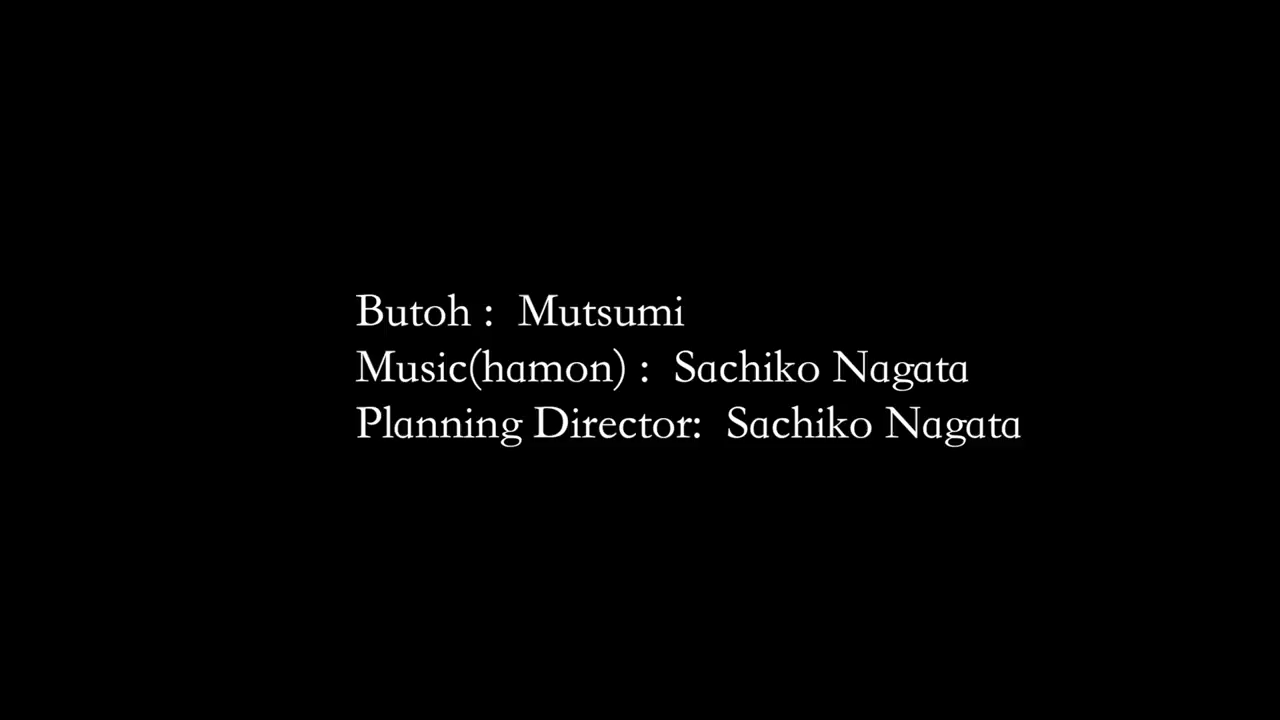 Butoh :  Mutsumi
Music(hamon) :  Sachiko Nagata
Planning Director:  Sachiko Nagata